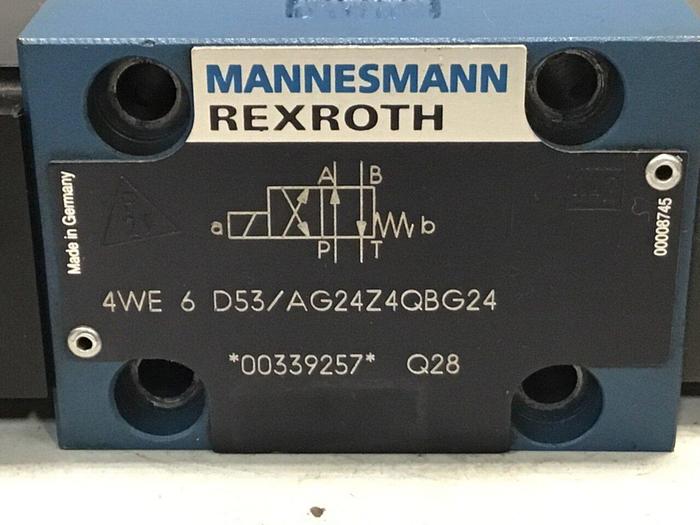 MANNESMANN
REXROTH
Made in Germany
00008745
A B
a b
P T
4WE 6 D53/AG24Z4QBG24
*00339257* Q28